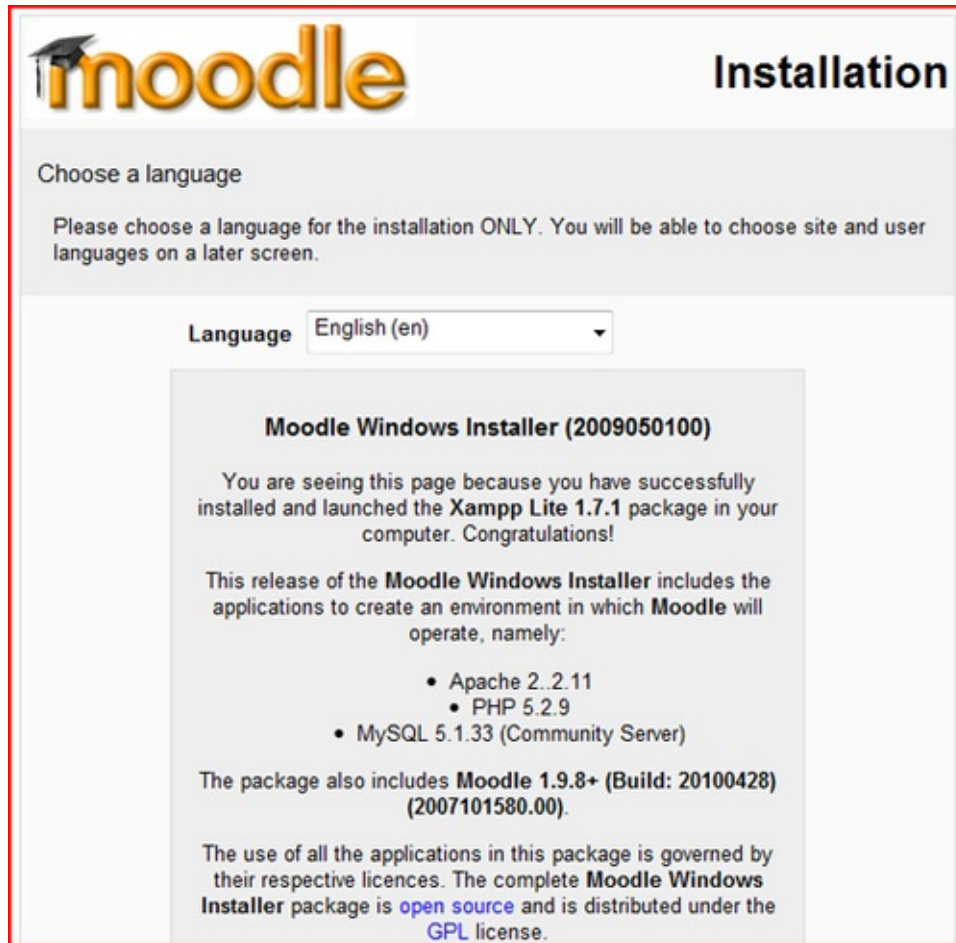 moodle
Installation
Choose a language
Please choose a language for the installation ONLY. You will be able to choose site and user
languages on a later screen.
Language English (en)
Moodle Windows Installer (2009050100)
You are seeing this page because you have successfully
installed and launched the Xampp Lite 1.7.1 package in your
computer. Congratulations!
This release of the Moodle Windows Installer includes the
applications to create an environment in which Moodle will
operate, namely:
• Apache 2..2.11
• PHP 5.2.9
• MySQL 5.1.33 (Community Server)
The package also includes Moodle 1.9.8+ (Build: 20100428)
(2007101580.00).
The use of all the applications in this package is governed by
their respective licences. The complete Moodle Windows
Installer package is open source and is distributed under the
GPL license.